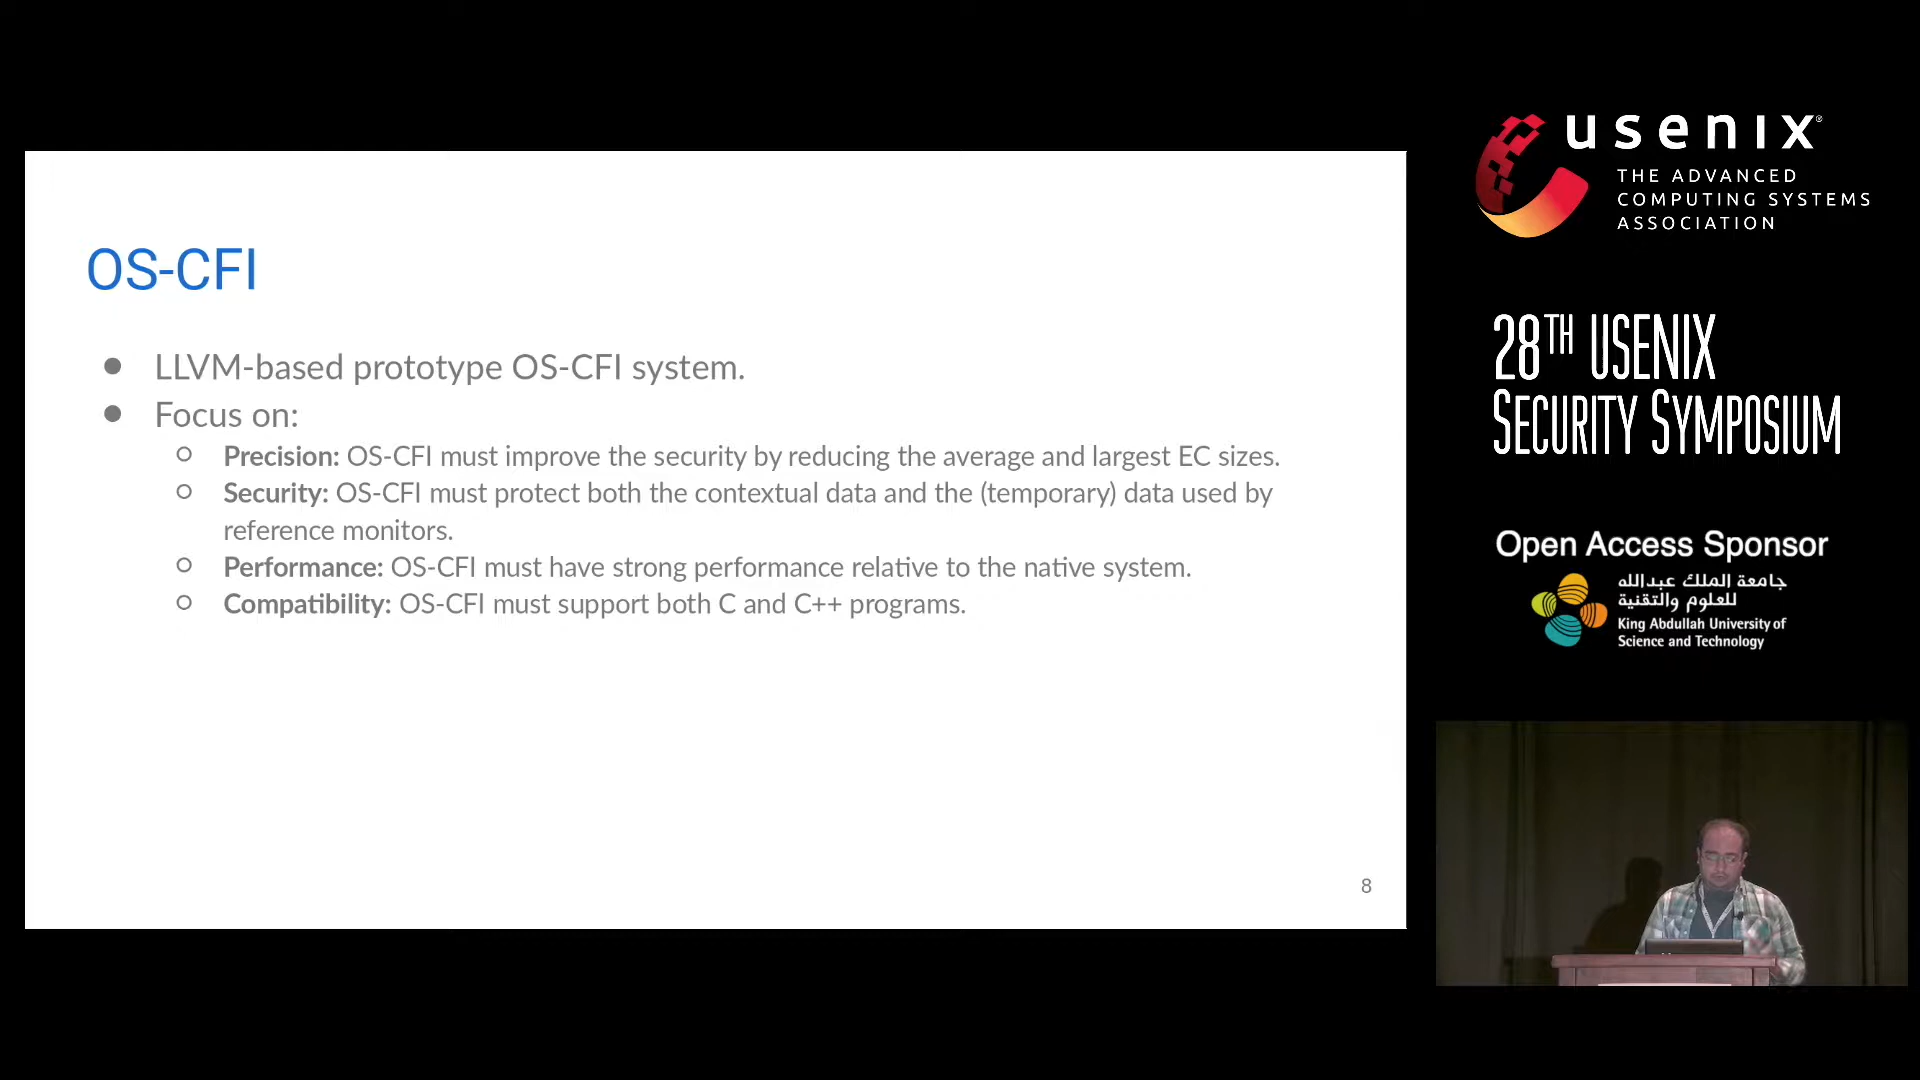 OS-CFI
● LLVM-based prototype OS-CFI system.
● Focus on:
○ Precision: OS-CFI must improve the security by reducing the average and largest EC sizes.
○ Security: OS-CFI must protect both the contextual data and the (temporary) data used by
reference monitors.
○ Performance: OS-CFI must have strong performance relative to the native system.
○ Compatibility: OS-CFI must support both C and C++ programs.
8
usenix®
THE ADVANCED
COMPUTING SYSTEMS
ASSOCIATION
28TH USENIX
SECURITY SYMPOSIUM
Open Access Sponsor
جامعة الملك عبدالله
للعلوم والتقنية
King Abdullah University of
Science and Technology